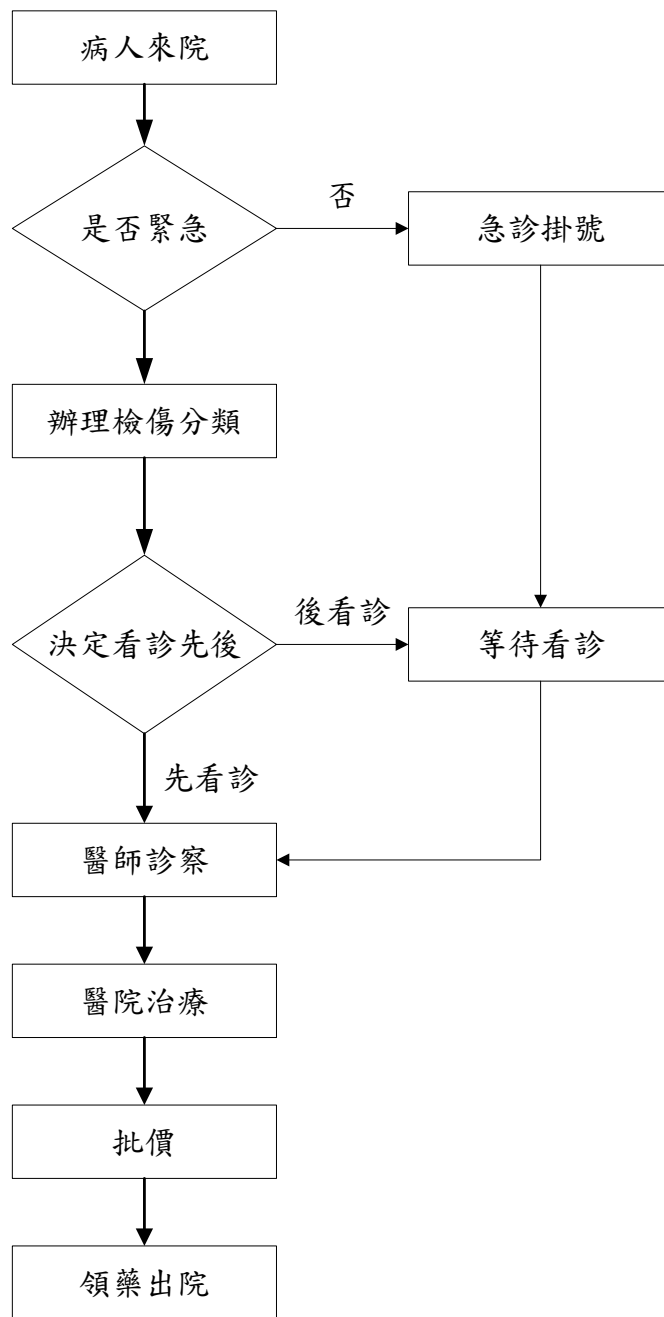 病人來院
否
是否緊急
急診掛號
辦理檢傷分類
後看診
決定看診先後
等待看診
先看診
醫師診察
醫院治療
批價
領藥出院